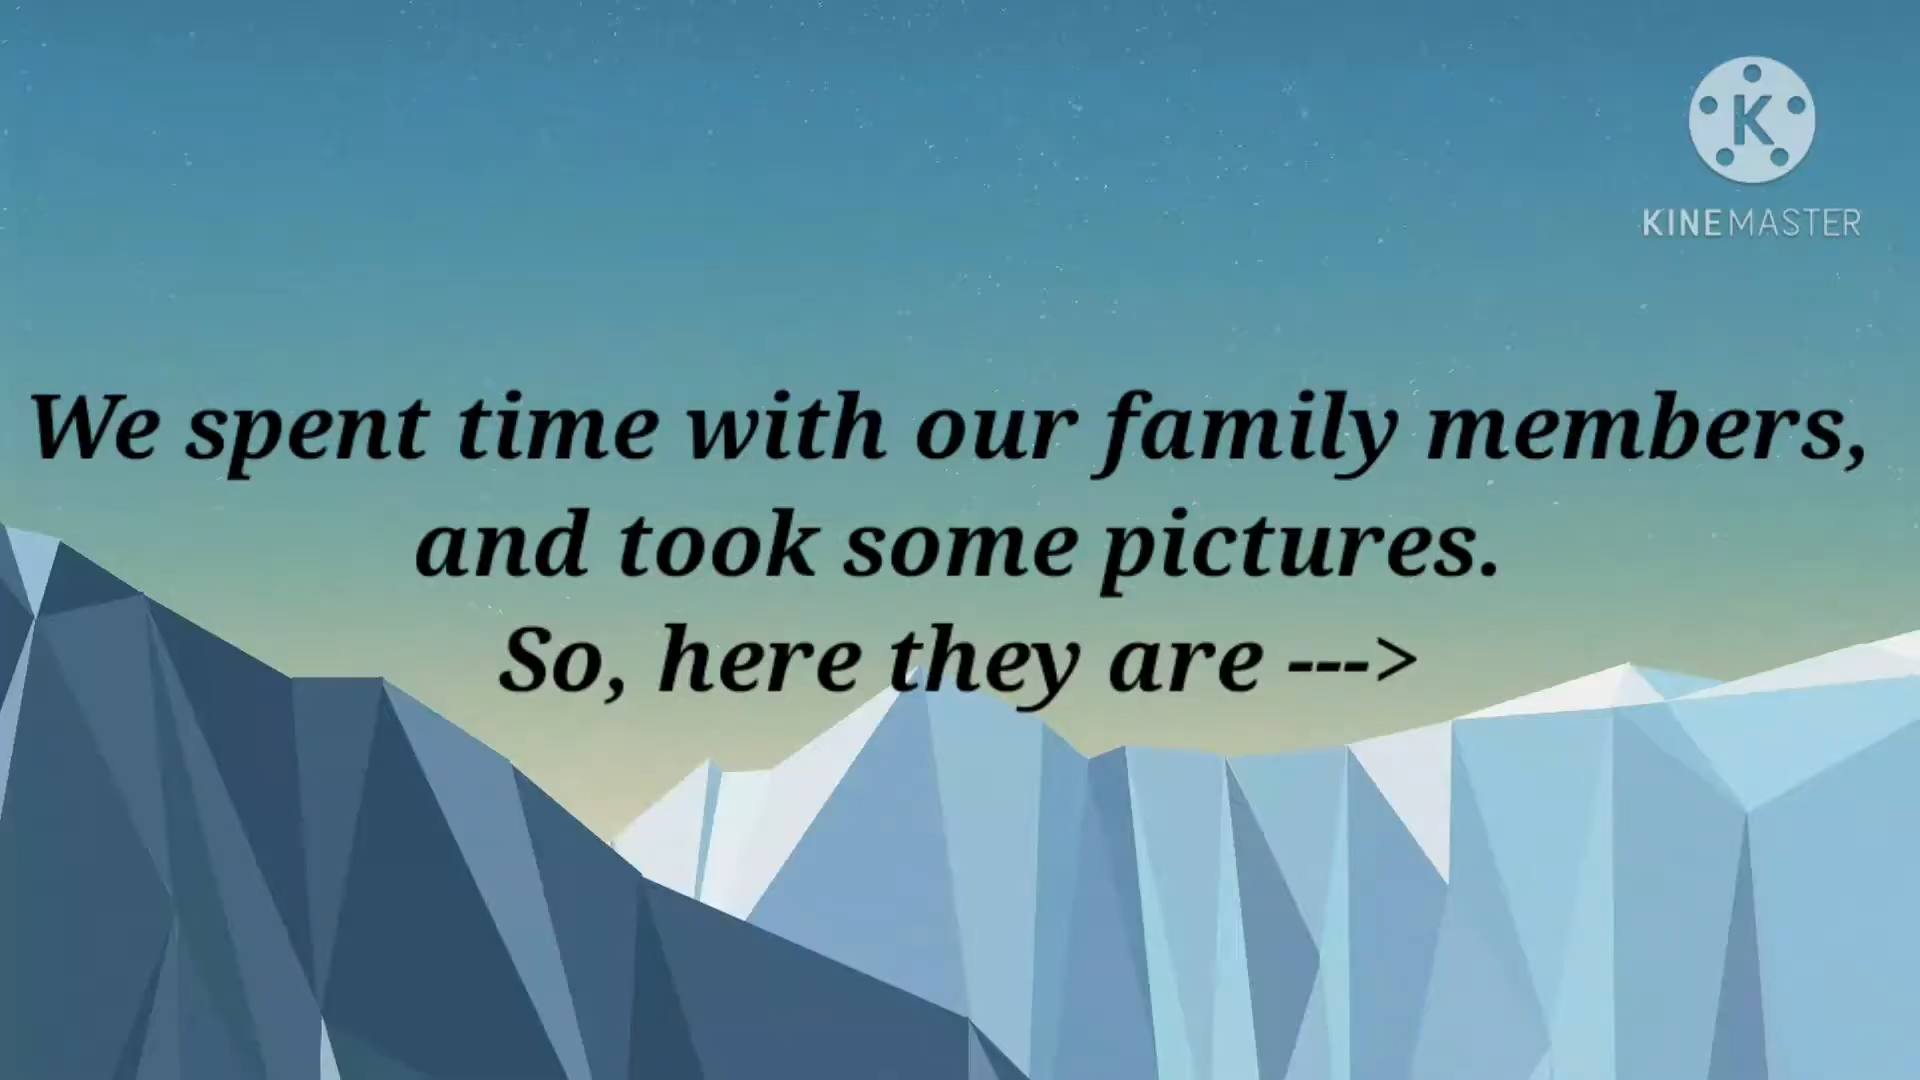 K
KINEMASTER
We spent time with our family members,
and took some pictures.
So, here they are --->